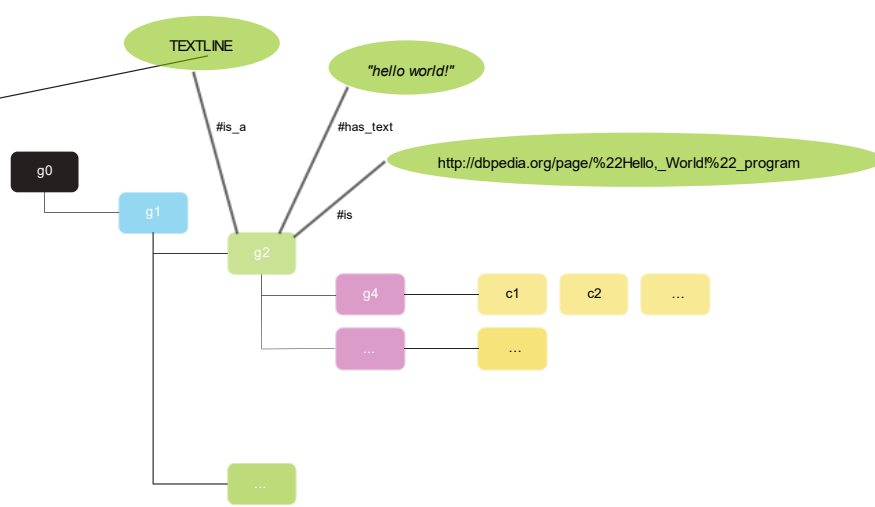 TEXTLINE
"hello world!"
#is_a
#has_text
http://dbpedia.org/page/%22Hello,_World!%22_program
g0
g1
#is
g2
g4
c1
c2
...
...
...
...